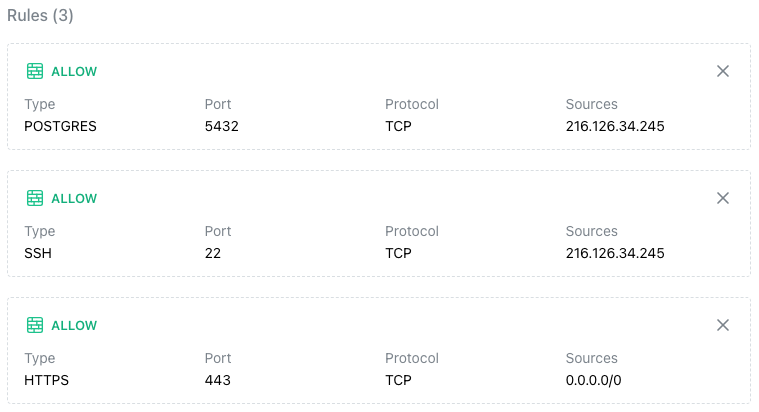 Rules (3)
ALLOW
Type Port Protocol Sources
POSTGRES 5432 TCP 216.126.34.245
ALLOW
Type Port Protocol Sources
SSH 22 TCP 216.126.34.245
ALLOW
Type Port Protocol Sources
HTTPS 443 TCP 0.0.0.0/0